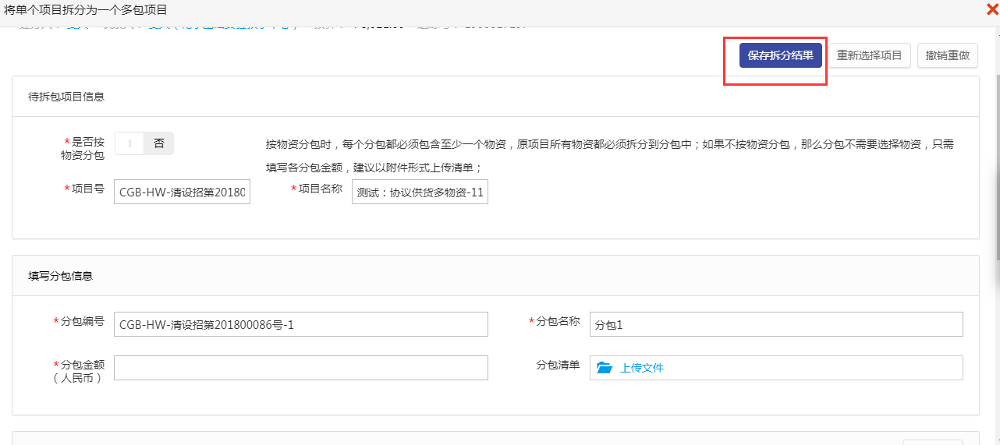 将单个项目拆分为一个多包项目
保存拆分结果 重新选择项目 撤销重做
待拆包项目信息
*是否按物资分包 否
按物资分包时，每个分包都必须包含至少一个物资，原项目所有物资都必须拆分到分包中；如果不按物资分包，那么分包不需要选择物资，只需
填写各分包金额，建议以附件形式上传清单；
*项目号 CGB-HW-清设招第20180 *项目名称 测试：协议供货多物资-11
填写分包信息
*分包编号 CGB-HW-清设招第201800086号-1 *分包名称 分包1
*分包金额（人民币） 分包清单 上传文件